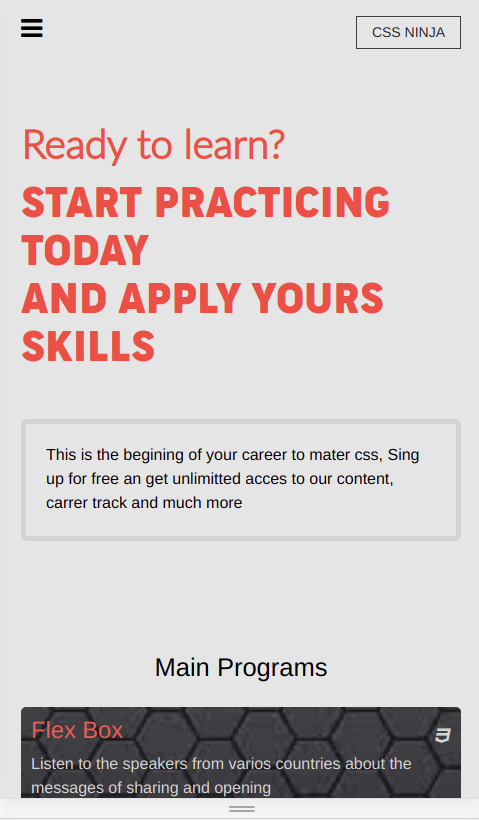 CSS NINJA
Ready to learn?
START PRACTICING
TODAY
AND APPLY YOURS
SKILLS
This is the begining of your career to mater css, Sing
up for free an get unlimitted acces to our content,
carrer track and much more
Main Programs
Flex Box
Listen to the speakers from varios countries about the
messages of sharing and opening